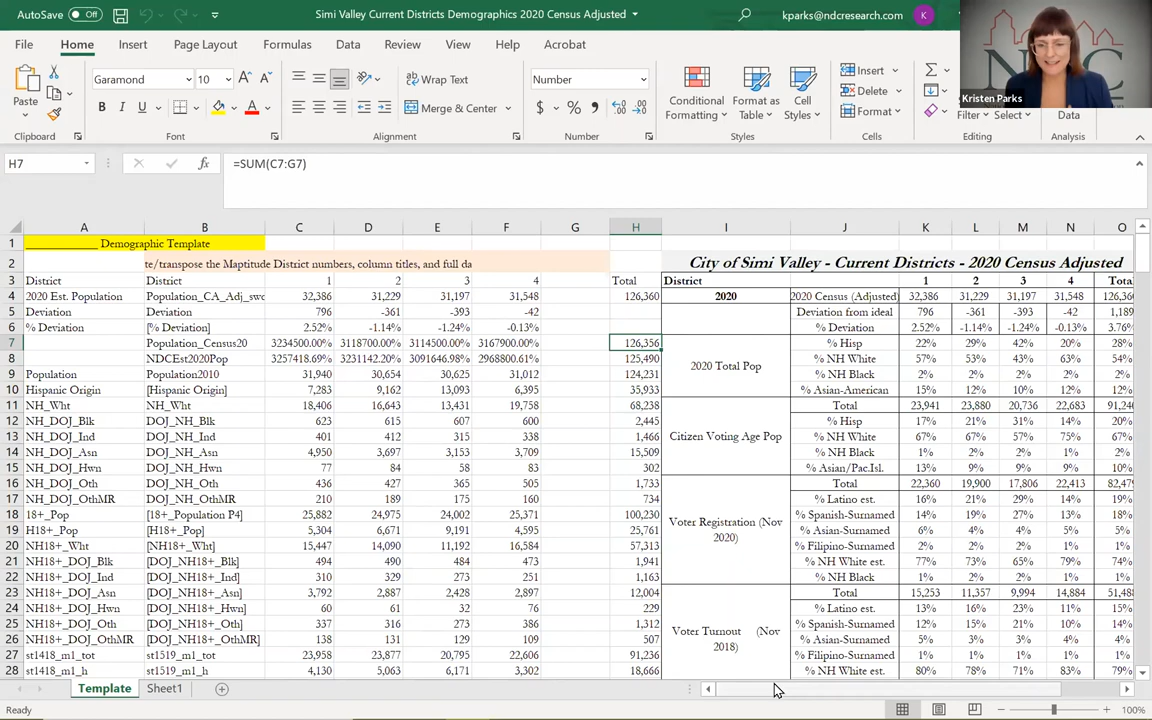 AutoSave Off Simi Valley Current Districts Demographics 2020 Census Adjusted kparks@ndcresearch.com K
File Home Insert Page Layout Formulas Data Review View Help Acrobat
Paste Garamond 10 Wrap Text Number Conditional Formatting Format as Table Cell Styles Insert
B I U Merge & Center $ % Delete
Format Filter Select Data
Kristen Parks
Clipboard Font Alignment Number Styles Cells Editing Analysis
H7 fx =SUM(C7:G7)
A B C D E F G H I J K L M N O
1 Demographic Template
2 te/transpose the Maptitude District numbers, column titles, and full da City of Simi Valley - Current Districts - 2020 Census Adjusted
3 District District 1 2 3 4 Total District 1 2 3 4 Tota
4 2020 Est. Population Population_CA_Adj_swd 32,386 31,229 31,197 31,548 126,360 2020 2020 Census (Adjusted) 32,386 31,229 31,197 31,548 126,360
5 Deviation Deviation 796 -361 -393 -42 Deviation from ideal 796 -361 -393 -42 1,189
6 % Deviation [% Deviation] 2.52% -1.14% -1.24% -0.13% % Deviation 2.52% -1.14% -1.24% -0.13% 3.76%
7 Population_Census20 3234500.00% 3118700.00% 3114500.00% 3167900.00% 126,356 2020 Total Pop % Hisp 22% 29% 42% 20% 28%
8 NDCEst2020Pop 3257418.69% 3231142.20% 3091646.98% 2968800.61% 125,490 % NH White 57% 53% 43% 63% 54%
9 Population Population2010 31,940 30,654 30,625 31,012 124,231 % NH Black 2% 2% 2% 2% 2%
10 Hispanic Origin [Hispanic Origin] 7,283 9,162 13,093 6,395 35,933 % Asian-American 15% 12% 10% 12% 12%
11 NH_Wht NH_Wht 18,406 16,643 13,431 19,758 68,238 Citizen Voting Age Pop Total 23,941 23,880 20,736 22,683 91,240
12 NH_DOJ_Blk DOJ_NH_Blk 623 615 607 600 2,445 % Hisp 17% 21% 31% 14% 20%
13 NH_DOJ_Ind DOJ_NH_Ind 401 412 315 338 1,466 % NH White 67% 67% 57% 75% 67%
14 NH_DOJ_Asn DOJ_NH_Asn 4,950 3,697 3,153 3,709 15,509 % NH Black 2% 1% 2% 1% 2%
15 NH_DOJ_Hwn DOJ_NH_Hwn 77 84 58 83 302 % Asian/Pac.Isl. 13% 9% 9% 9% 10%
16 NH_DOJ_Oth DOJ_NH_Oth 436 427 365 505 1,733 Voter Registration (Nov 2020) Total 22,360 19,900 17,806 22,413 82,479
17 NH_DOJ_OthMR DOJ_NH_OthMR 210 189 175 160 734 % Latino est. 16% 21% 29% 14% 19%
18 18+_Pop [18+_Population P4] 25,882 24,975 24,002 25,371 100,230 % Spanish-Surnamed 14% 19% 27% 13% 18%
19 H18+_Pop [H18+_Pop] 5,304 6,671 9,191 4,595 25,761 % Asian-Surnamed 6% 4% 4% 5% 5%
20 NH18+_Wht [NH18+_Wht] 15,447 14,090 11,192 16,584 57,313 % Filipino-Surnamed 2% 2% 2% 1% 1%
21 NH18+_DOJ_Blk [DOJ_NH18+_Blk] 494 490 484 473 1,941 % NH White est. 77% 73% 65% 79% 74%
22 NH18+_DOJ_Ind [DOJ_NH18+_Ind] 310 329 273 251 1,163 % NH Black 1% 2% 2% 1% 1%
23 NH18+_DOJ_Asn [DOJ_NH18+_Asn] 3,792 2,887 2,428 2,897 12,004 Voter Turnout (Nov 2018) Total 15,253 11,357 9,994 14,884 51,488
24 NH18+_DOJ_Hwn [DOJ_NH18+_Hwn] 60 61 32 76 229 % Latino est. 13% 16% 23% 11% 15%
25 NH18+_DOJ_Oth [DOJ_NH18+_Oth] 337 316 273 386 1,312 % Spanish-Surnamed 12% 15% 21% 10% 14%
26 NH18+_DOJ_OthMR [DOJ_NH18+_OthMR] 138 131 129 109 507 % Asian-Surnamed 5% 3% 3% 4% 4%
27 st1418_m1_tot st1519_m1_tot 23,958 23,877 20,795 22,606 91,236 % Filipino-Surnamed 1% 1% 1% 1% 1%
28 st1418_m1_h st1519_m1_h 4,130 5,063 6,171 3,302 18,666 % NH White est. 80% 78% 71% 83% 79%
Template Sheet1
Ready 100%